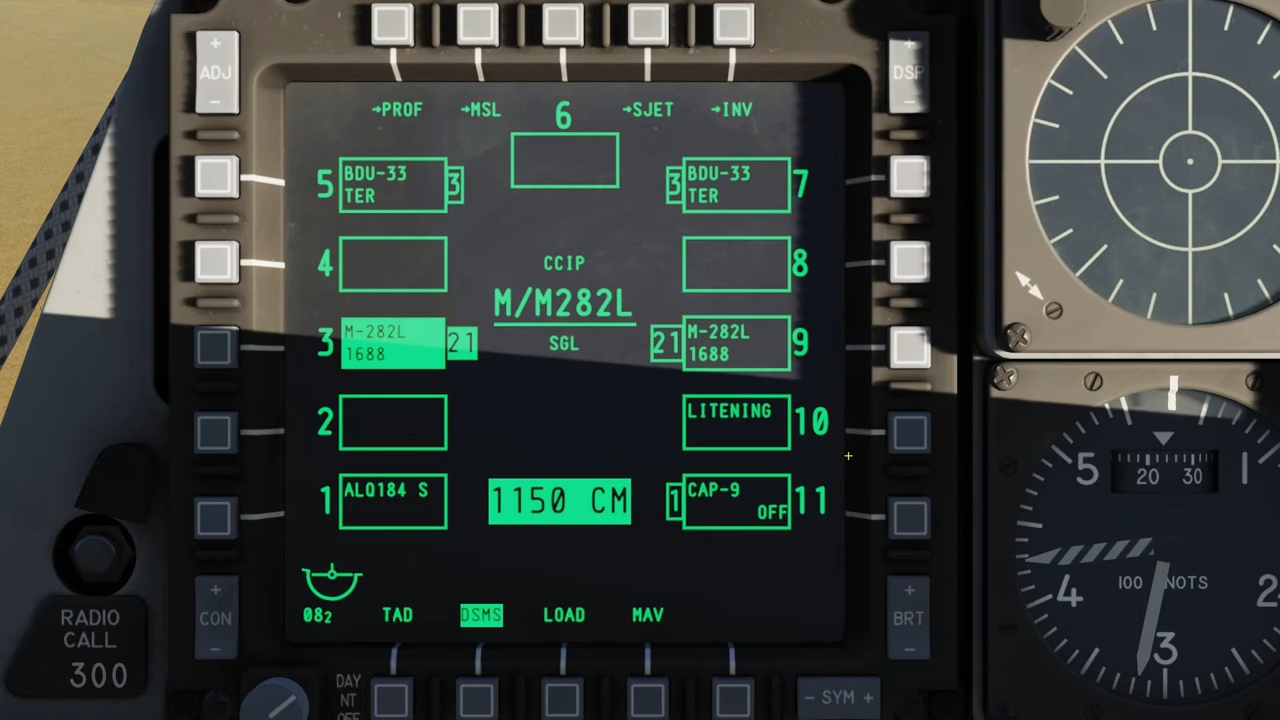 +
ADJ
-
+
DSP
-
→PROF →MSL 6 →SJET →INV
5 BDU-33
TER 3
3 BDU-33
TER 7
4
8
CCIP
M/M282L
SGL
3 M-282L
1688 21
21 M-282L
1688 9
2
LITENING 10
1 ALQ184 S
1150 CM
1 CAP-9
OFF 11
082 TAD DSMS LOAD MAV
+
CON
-
+
BRT
-
RADIO
CALL
300
DAY
NT
OFF
- SYM +
5 20 30 1
4 2
100 KNOTS
3